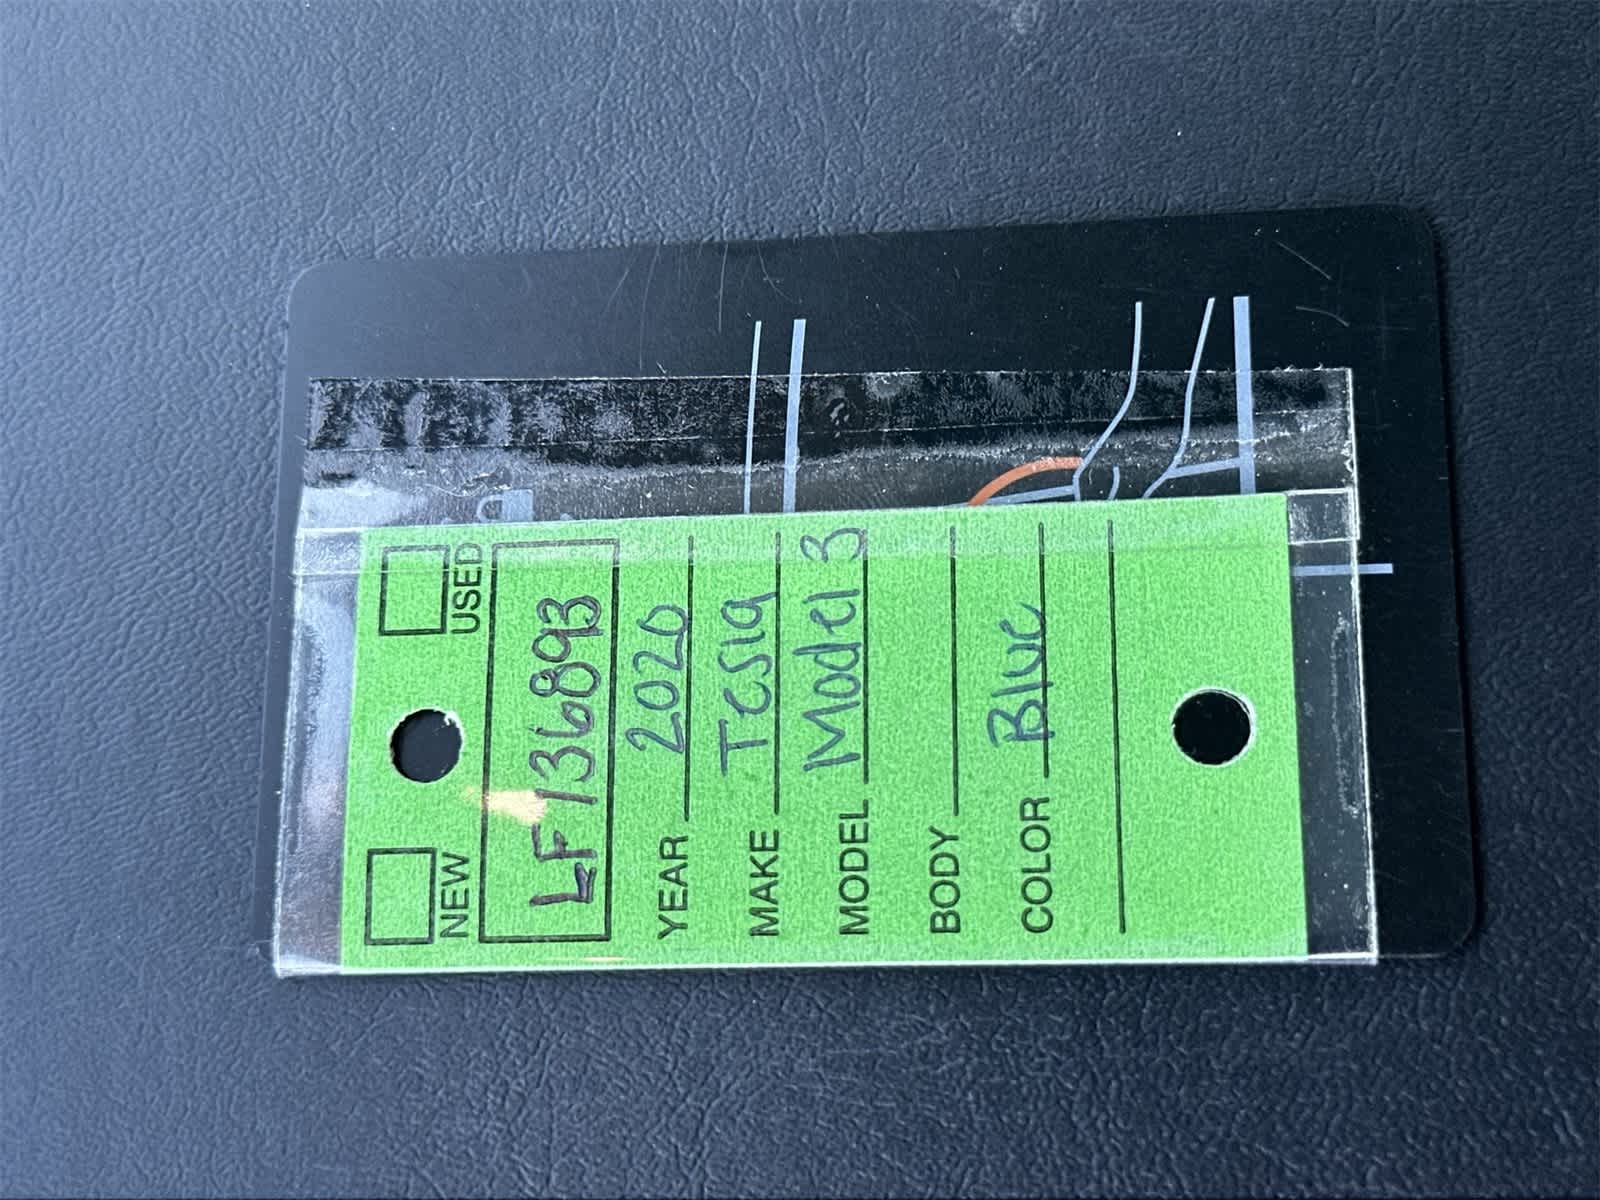 NEW USED
LF136893
YEAR 2020
MAKE Tesla
MODEL Model 3
BODY
COLOR Blue